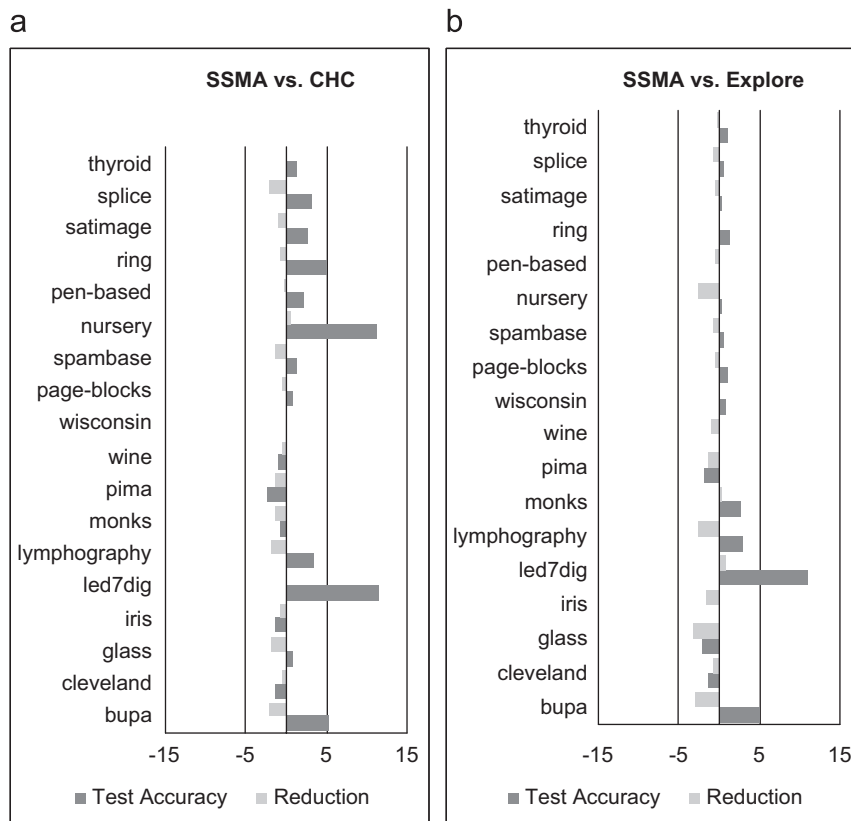 a
SSMA vs. CHC
thyroid
splice
satimage
ring
pen-based
nursery
spambase
page-blocks
wisconsin
wine
pima
monks
lymphography
led7dig
iris
glass
cleveland
bupa
-15 -5 5 15
Test Accuracy Reduction
b
SSMA vs. Explore
thyroid
splice
satimage
ring
pen-based
nursery
spambase
page-blocks
wisconsin
wine
pima
monks
lymphography
led7dig
iris
glass
cleveland
bupa
-15 -5 5 15
Test Accuracy Reduction